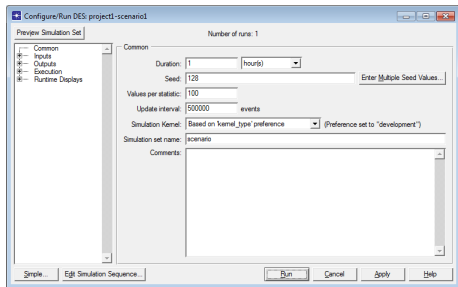 Configure/Run DES: project1-scenario1
Preview Simulation Set
Number of runs: 1
Common
Inputs
Outputs
Execution
Runtime Displays
Common
Duration: 1 hour(s)
Seed: 128 Enter Multiple Seed Values...
Values per statistic: 100
Update interval: 500000 events
Simulation Kernel: Based on 'kernel_type' preference (Preference set to "development")
Simulation set name: scenario
Comments:
Simple... Edit Simulation Sequence... Run Cancel Apply Help